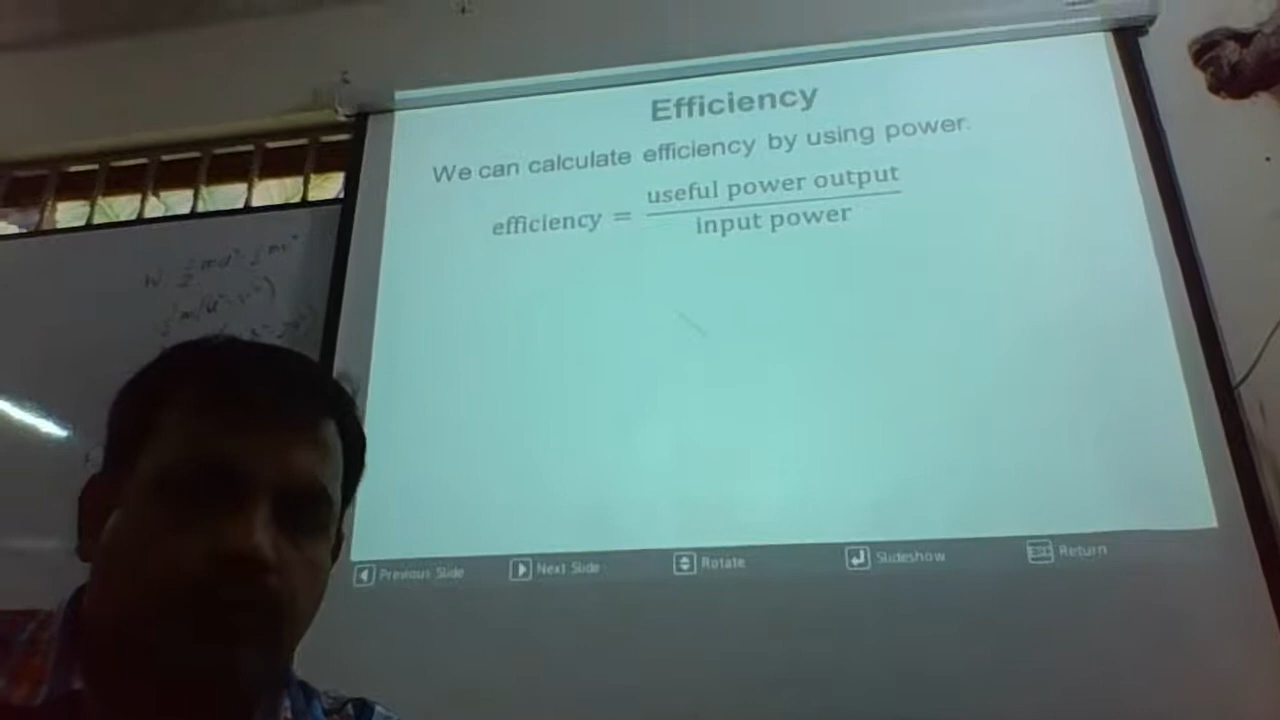 Efficiency
We can calculate efficiency by using power.
efficiency = useful power output / input power
Previous Slide Next Slide Rotate Slideshow ESC Return